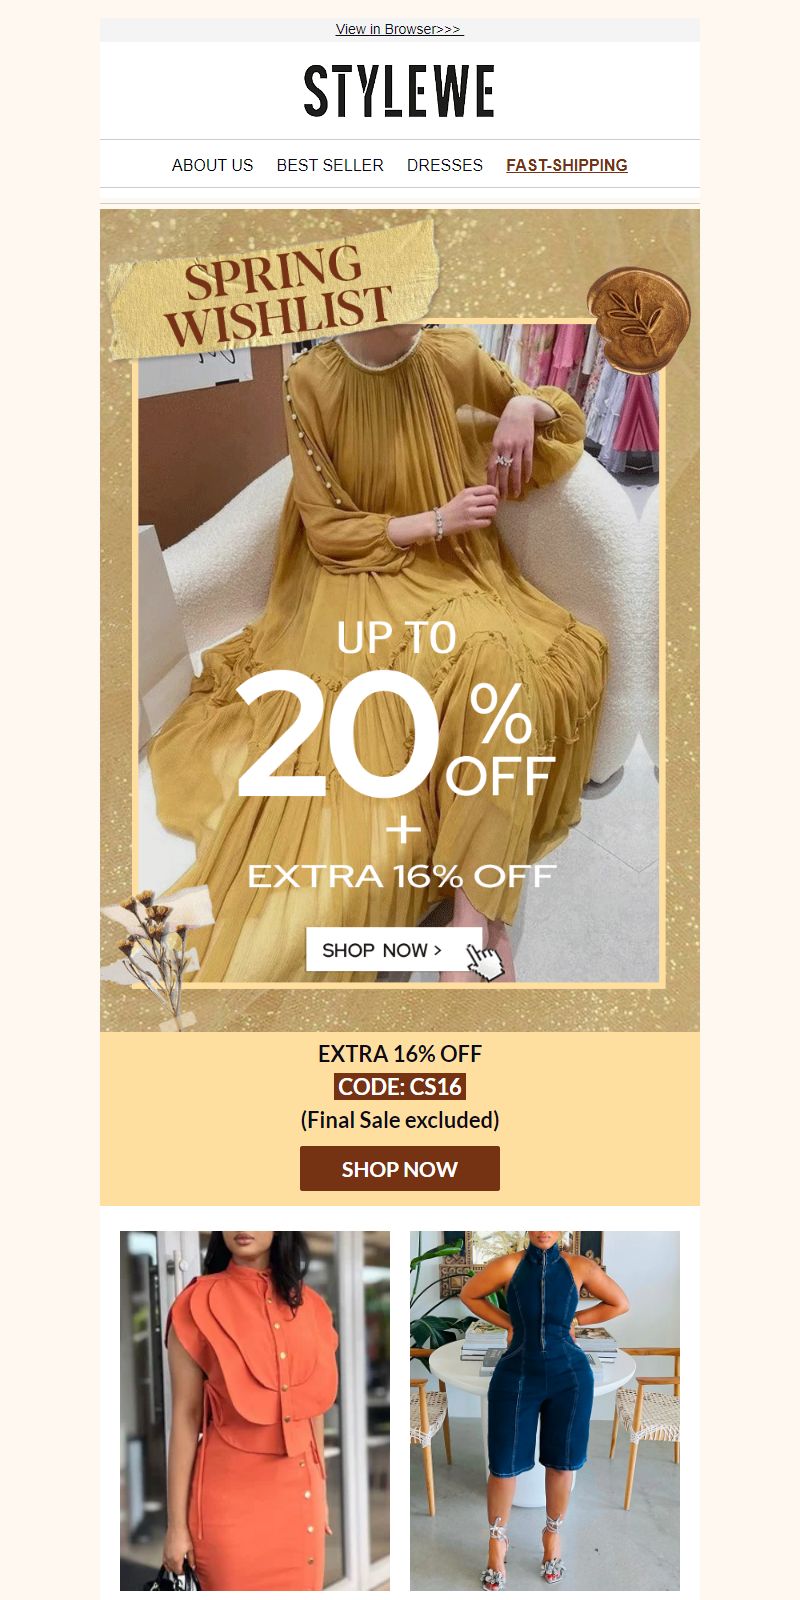 View in Browser>>>
STYLEWE
ABOUT US BEST SELLER DRESSES FAST-SHIPPING
SPRING
WISHLIST
UP TO
20%
OFF
+
EXTRA 16% OFF
SHOP NOW >
EXTRA 16% OFF
CODE: CS16
(Final Sale excluded)
SHOP NOW